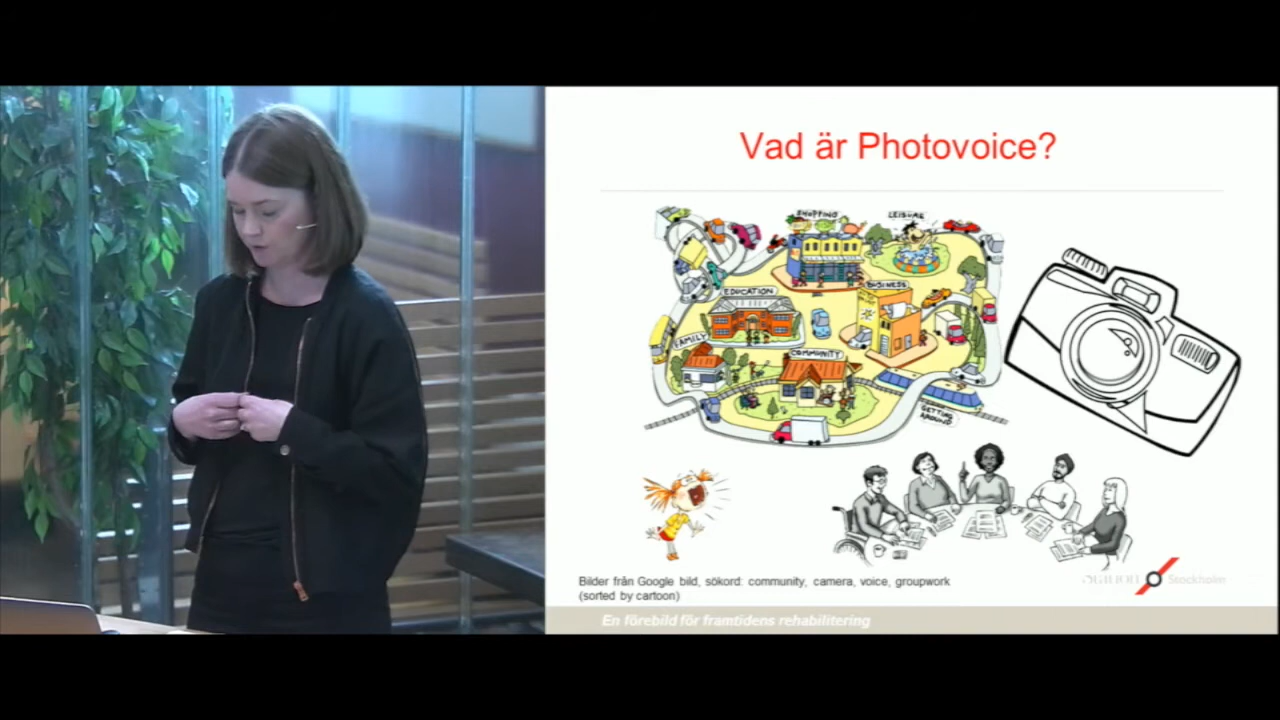 Vad är Photovoice?
SHOPPING
LEISURE
EDUCATION
BUSINESS
FAMILY
COMMUNITY
GETTING
AROUND
Bilder från Google bild, sökord: community, camera, voice, groupwork
(sorted by cartoon)
Stockholm
En förebild för framtidens rehabilitering